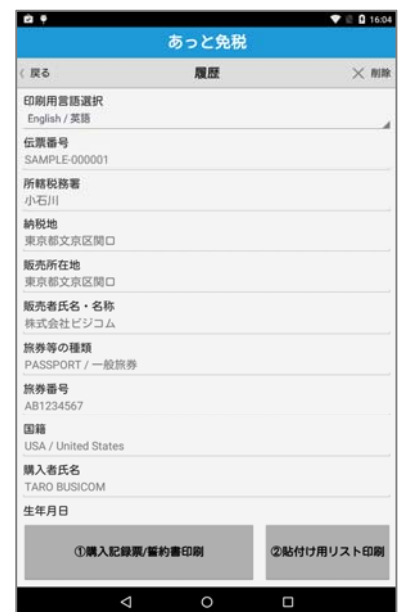 16:04
あっと免税
戻る 履歴 削除
印刷用言語選択
English / 英語
伝票番号
SAMPLE-000001
所轄税務署
小石川
納税地
東京都文京区関口
販売所在地
東京都文京区関口
販売者氏名・名称
株式会社ビジコム
旅券等の種類
PASSPORT / 一般旅券
旅券番号
AB1234567
国籍
USA / United States
購入者氏名
TARO BUSICOM
生年月日
①購入記録票/誓約書印刷 ②貼付け用リスト印刷